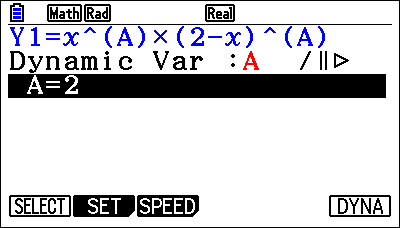 Math Rad Real
Y1=x^(A)×(2-x)^(A)
Dynamic Var :A /‖▷
A=2
SELECT SET SPEED DYNA